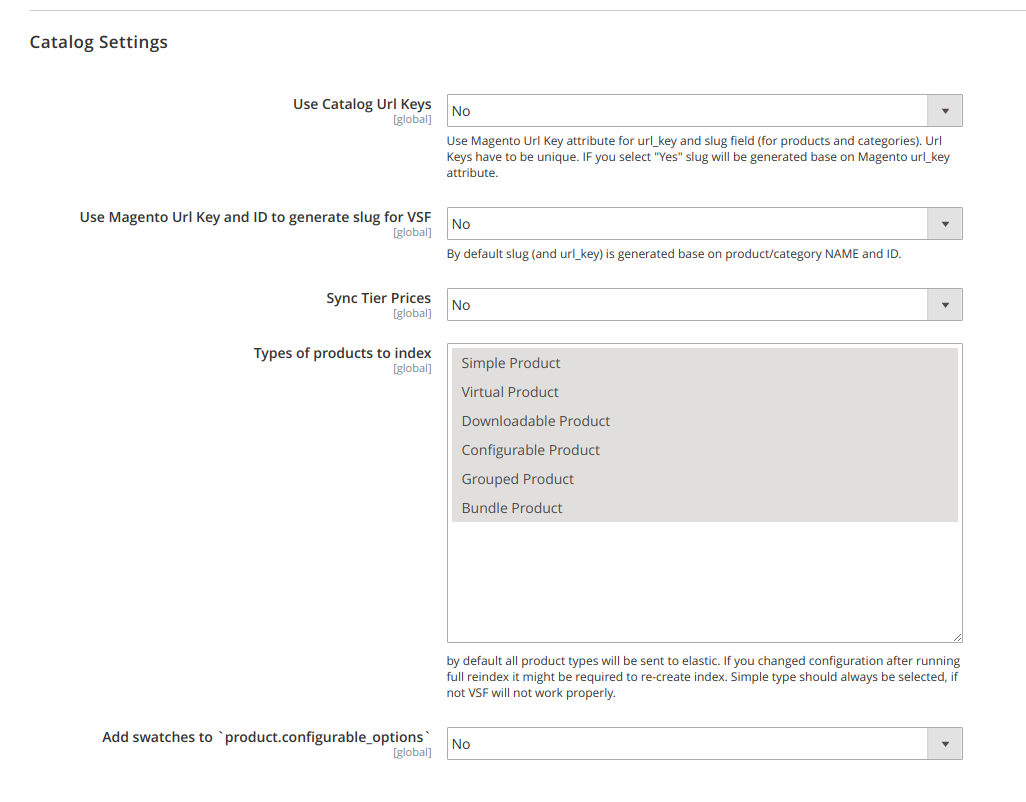 Catalog Settings
Use Catalog Url Keys
[global]
No
Use Magento Url Key attribute for url_key and slug field (for products and categories). Url
Keys have to be unique. IF you select "Yes" slug will be generated base on Magento url_key
attribute.
Use Magento Url Key and ID to generate slug for VSF
[global]
No
By default slug (and url_key) is generated base on product/category NAME and ID.
Sync Tier Prices
[global]
No
Types of products to index
[global]
Simple Product
Virtual Product
Downloadable Product
Configurable Product
Grouped Product
Bundle Product
by default all product types will be sent to elastic. If you changed configuration after running
full reindex it might be required to re-create index. Simple type should always be selected, if
not VSF will not work properly.
Add swatches to `product.configurable_options`
[global]
No